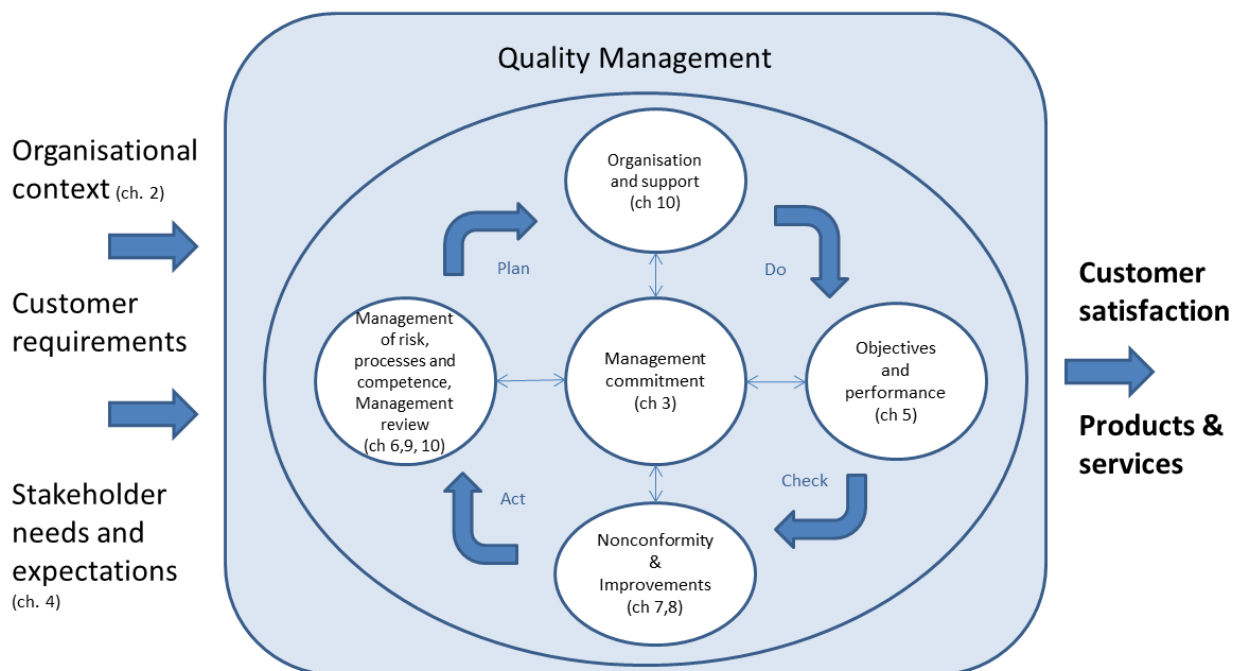 Quality Management
Organisational
context (ch. 2)
Customer
requirements
Stakeholder
needs and
expectations
(ch. 4)
Organisation
and support
(ch 10)
Plan
Do
Management
of risk,
processes and
competence,
Management
review
(ch 6,9, 10)
Management
commitment
(ch 3)
Objectives
and
performance
(ch 5)
Act
Check
Nonconformity
&
Improvements
(ch 7,8)
Customer
satisfaction
Products &
services